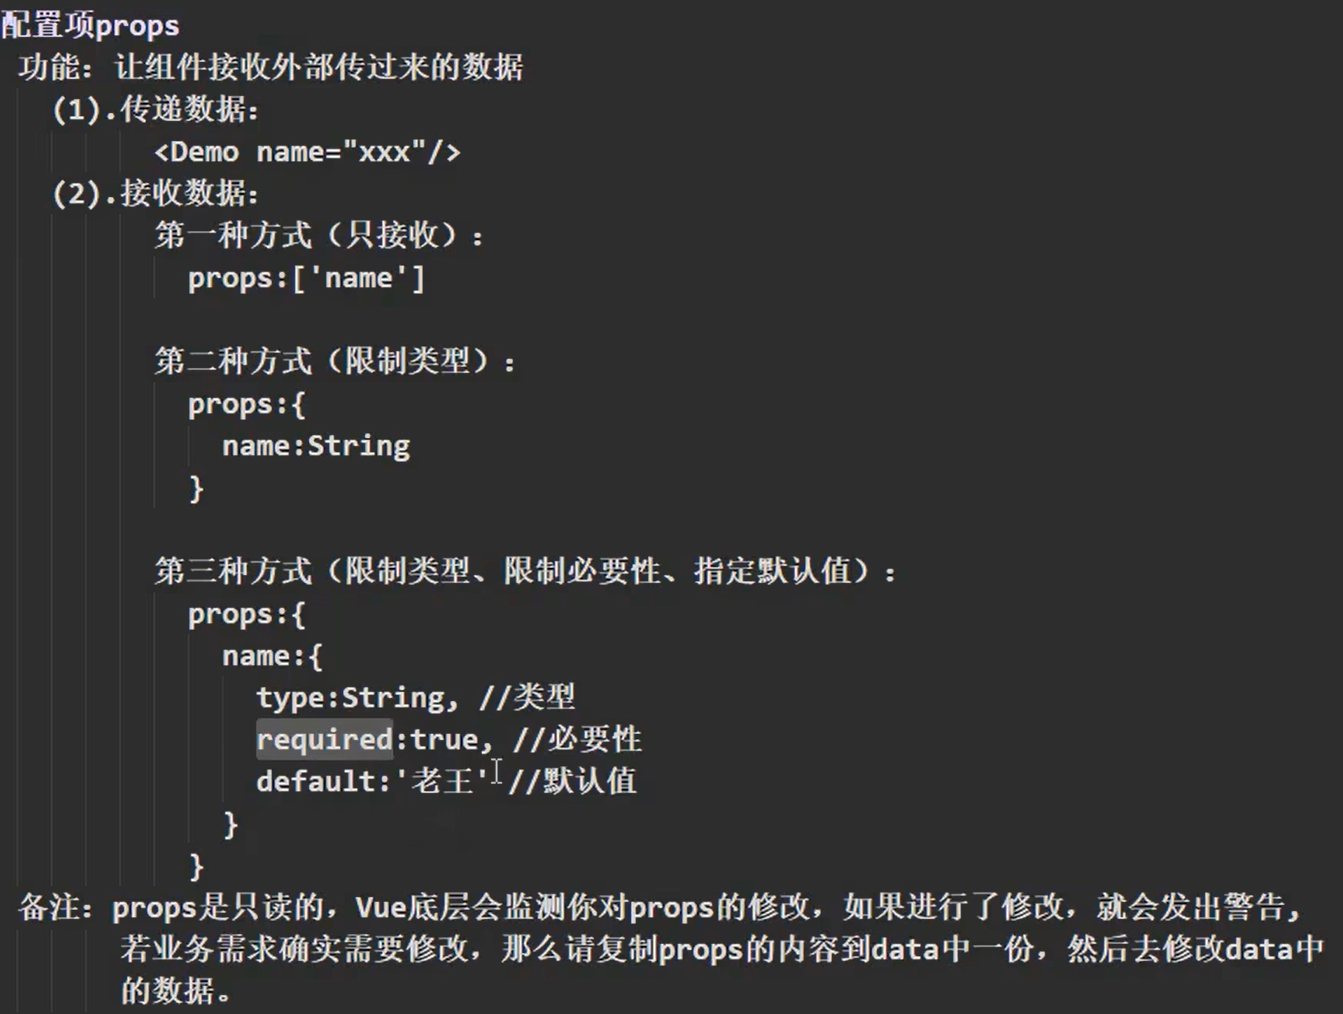 配置项props
功能：让组件接收外部传过来的数据
(1).传递数据：
<Demo name="xxx"/>
(2).接收数据：
第一种方式（只接收）：
props:['name']
第二种方式（限制类型）：
props:{
name:String
}
第三种方式（限制类型、限制必要性、指定默认值）：
props:{
name:{
type:String, //类型
required:true, //必要性
default:'老王' //默认值
}
}
备注：props是只读的，Vue底层会监测你对props的修改，如果进行了修改，就会发出警告，
若业务需求确实需要修改，那么请复制props的内容到data中一份，然后去修改data中
的数据。